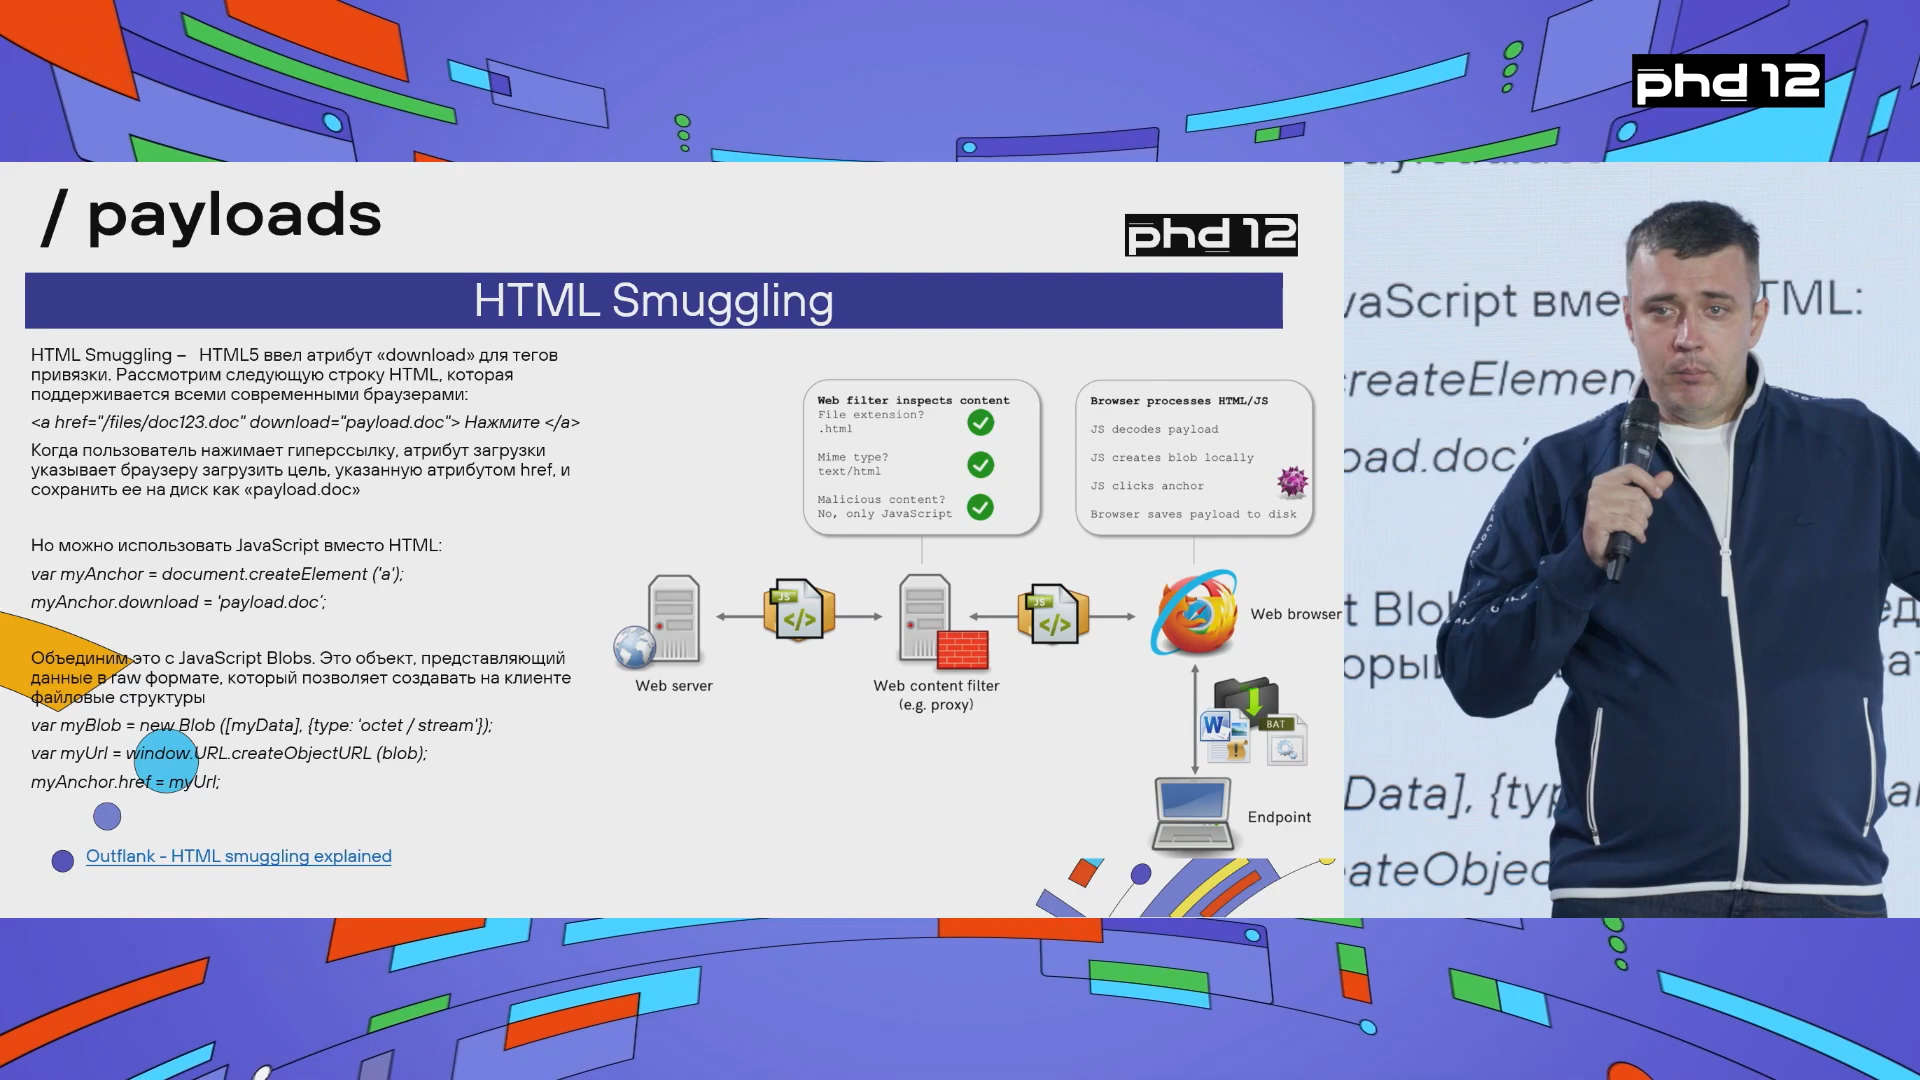 phd 12
/ payloads
phd 12
HTML Smuggling
HTML Smuggling – HTML5 ввел атрибут «download» для тегов
привязки. Рассмотрим следующую строку HTML, которая
поддерживается всеми современными браузерами:
<a href="/files/doc123.doc" download="payload.doc"> Нажмите </a>
Когда пользователь нажимает гиперссылку, атрибут загрузки
указывает браузеру загрузить цель, указанную атрибутом href, и
сохранить ее на диск как «payload.doc»
Но можно использовать JavaScript вместо HTML:
var myAnchor = document.createElement ('a');
myAnchor.download = 'payload.doc';
Объединим это с JavaScript Blobs. Это объект, представляющий
данные в raw формате, который позволяет создавать на клиенте
файловые структуры
var myBlob = new Blob ([myData], {type: 'octet / stream'});
var myUrl = window.URL.createObjectURL (blob);
myAnchor.href = myUrl;
Outflank - HTML smuggling explained
Web filter inspects content
File extension?
.html
Mime type?
text/html
Malicious content?
No, only JavaScript
Browser processes HTML/JS
JS decodes payload
JS creates blob locally
JS clicks anchor
Browser saves payload to disk
JS
</>
JS
</>
Web server
Web content filter
(e.g. proxy)
Web browser
W
BAT
Endpoint
vaScript вме
TML:
createElemen
oad.doc'
t Blob
оры
Data], {typ
eateObjec